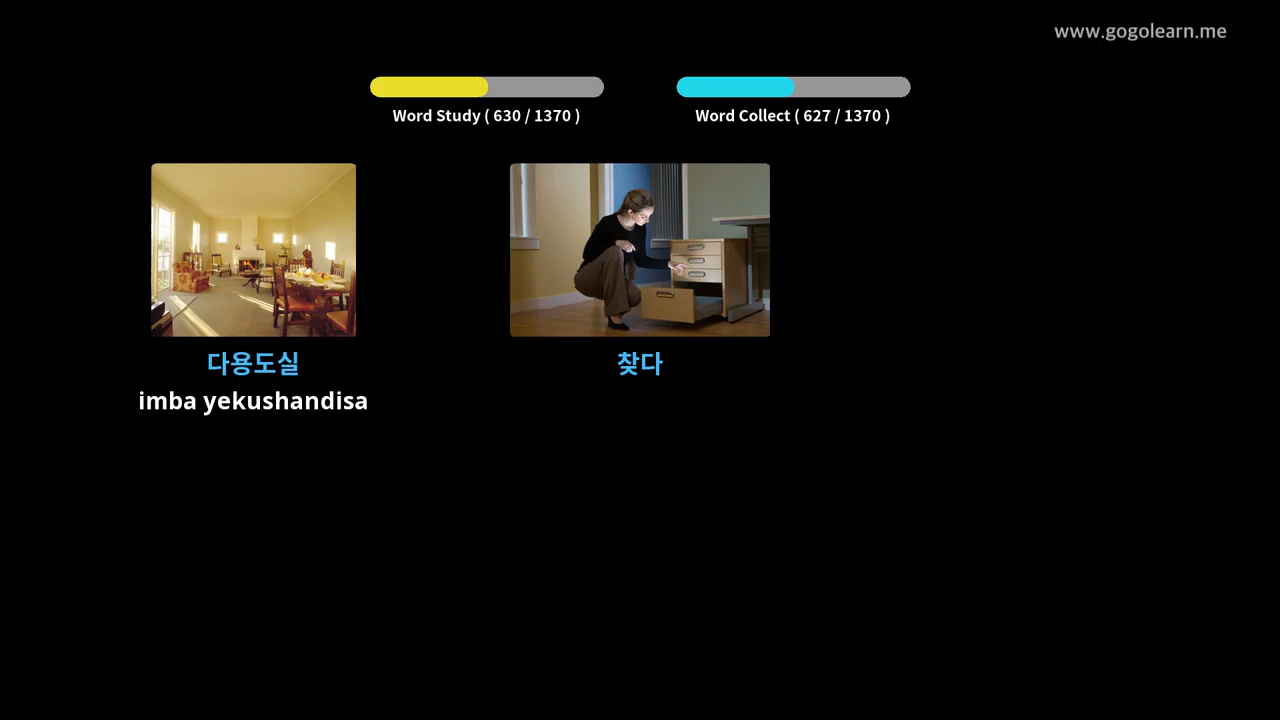 www.gogolearn.me
Word Study ( 630 / 1370 )
Word Collect ( 627 / 1370 )
다용도실
imba yekushandisa
찾다